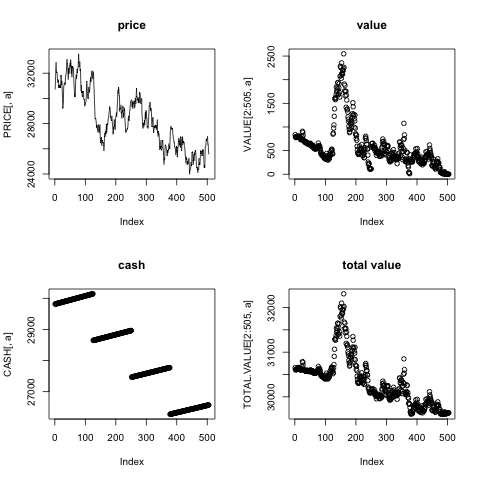 price
PRICE[, a]
24000 28000 32000
0 100 200 300 400 500
Index
value
VALUE[2:505, a]
0 500 1500 2500
0 100 200 300 400 500
Index
cash
CASH[, a]
27000 29000
0 100 200 300 400 500
Index
total value
TOTAL.VALUE[2:505, a]
30000 31000 32000
0 100 200 300 400 500
Index